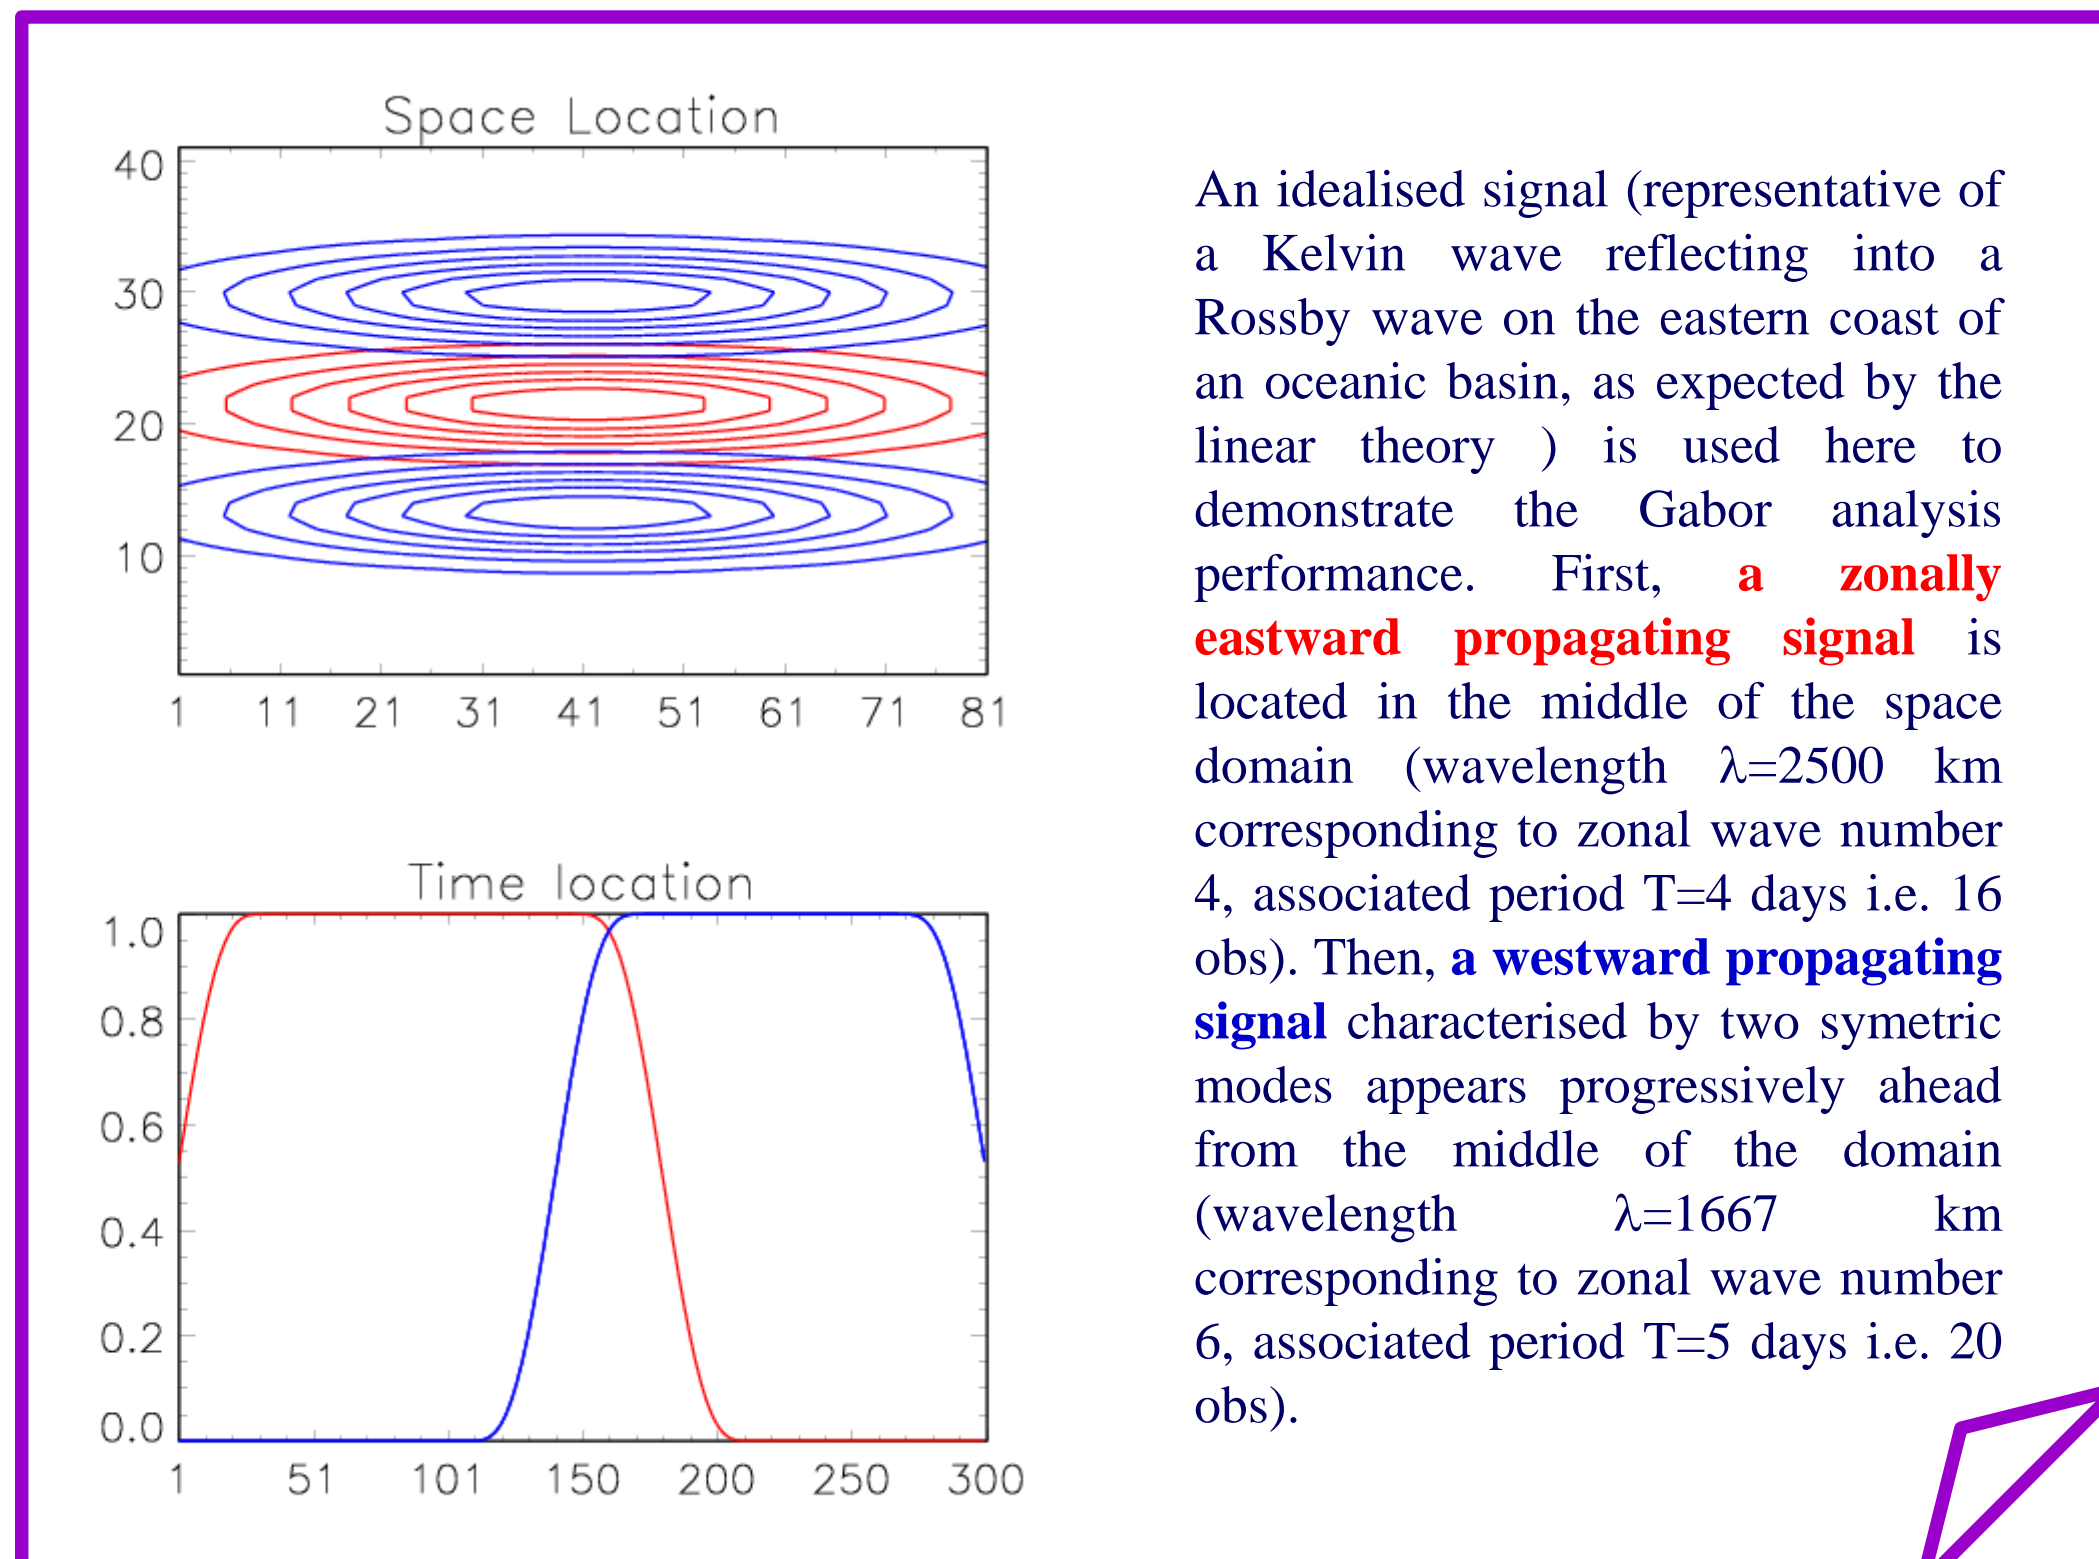 Space Location
40
30
20
10
1 11 21 31 41 51 61 71 81
Time location
1.0
0.8
0.6
0.4
0.2
0.0
1 51 101 150 200 250 300
An idealised signal (representative of
a Kelvin wave reflecting into a
Rossby wave on the eastern coast of
an oceanic basin, as expected by the
linear theory ) is used here to
demonstrate the Gabor analysis
performance. First, a zonally
eastward propagating signal is
located in the middle of the space
domain (wavelength λ=2500 km
corresponding to zonal wave number
4, associated period T=4 days i.e. 16
obs). Then, a westward propagating
signal characterised by two symetric
modes appears progressively ahead
from the middle of the domain
(wavelength λ=1667 km
corresponding to zonal wave number
6, associated period T=5 days i.e. 20
obs).